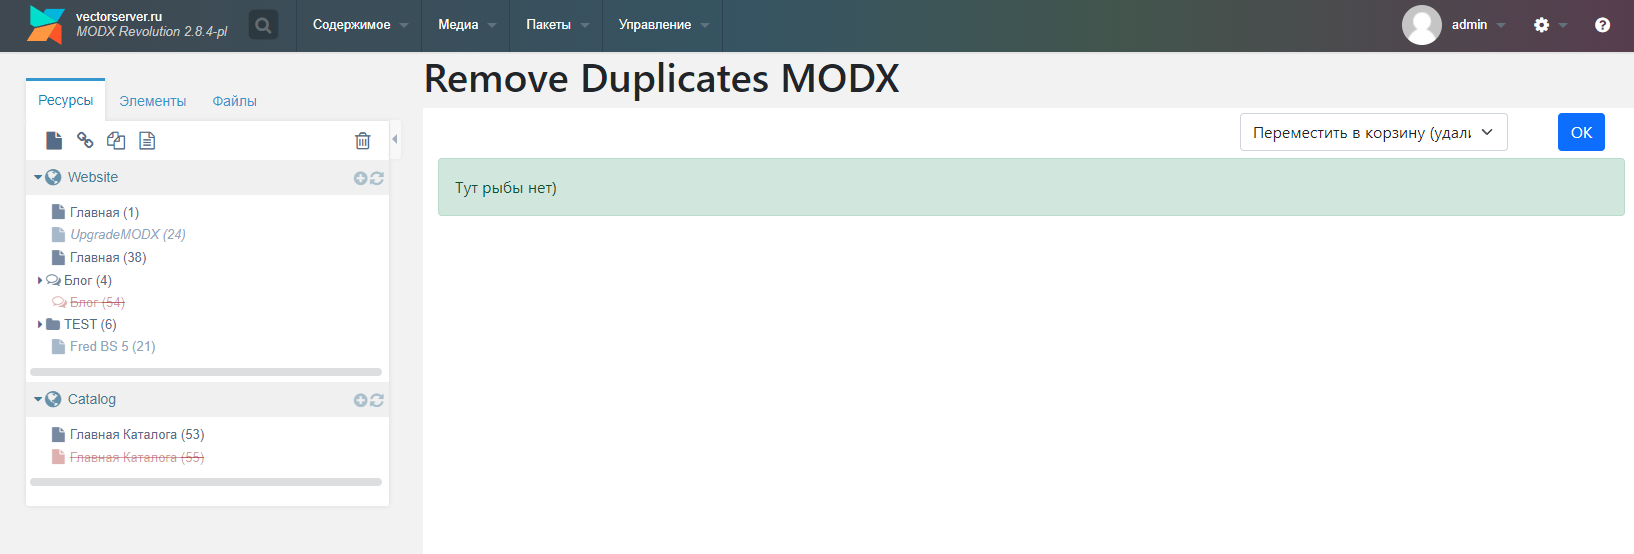 vectorserver.ru
MODX Revolution 2.8.4-pl
Содержимое
Медиа
Пакеты
Управление
admin
Ресурсы
Элементы
Файлы
Website
Главная (1)
UpgradeMODX (24)
Главная (38)
Блог (4)
Блог (54)
TEST (6)
Fred BS 5 (21)
Catalog
Главная Каталога (53)
Главная Каталога (55)
Remove Duplicates MODX
Переместить в корзину (удали
OK
Тут рыбы нет)